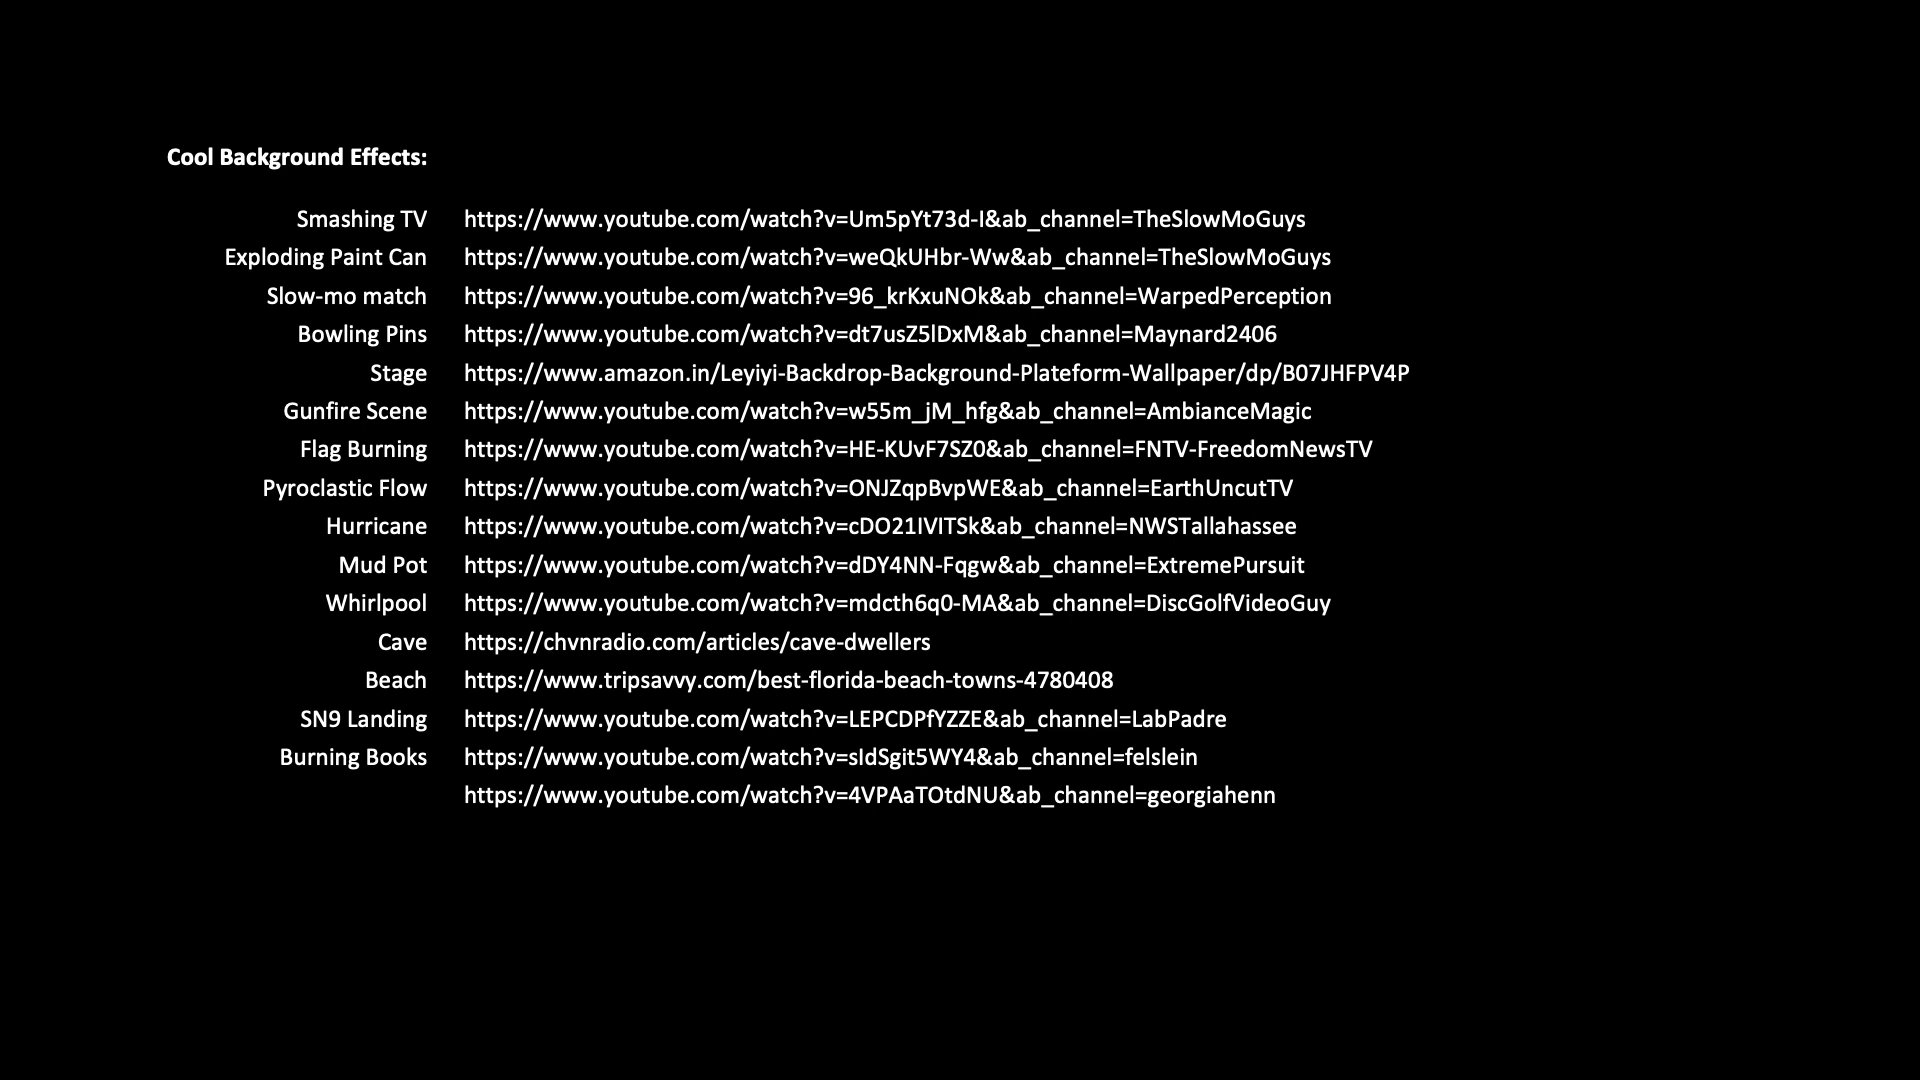 Cool Background Effects:
Smashing TV https://www.youtube.com/watch?v=Um5pYt73d-I&ab_channel=TheSlowMoGuys
Exploding Paint Can https://www.youtube.com/watch?v=weQkUHbr-Ww&ab_channel=TheSlowMoGuys
Slow-mo match https://www.youtube.com/watch?v=96_krKxuNOk&ab_channel=WarpedPerception
Bowling Pins https://www.youtube.com/watch?v=dt7usZ5lDxM&ab_channel=Maynard2406
Stage https://www.amazon.in/Leyiyi-Backdrop-Background-Plateform-Wallpaper/dp/B07JHFPV4P
Gunfire Scene https://www.youtube.com/watch?v=w55m_jM_hfg&ab_channel=AmbianceMagic
Flag Burning https://www.youtube.com/watch?v=HE-KUvF7SZ0&ab_channel=FNTV-FreedomNewsTV
Pyroclastic Flow https://www.youtube.com/watch?v=ONJZqpBvpWE&ab_channel=EarthUncutTV
Hurricane https://www.youtube.com/watch?v=cDO21IVITSk&ab_channel=NWSTallahassee
Mud Pot https://www.youtube.com/watch?v=dDY4NN-Fqgw&ab_channel=ExtremePursuit
Whirlpool https://www.youtube.com/watch?v=mdcth6q0-MA&ab_channel=DiscGolfVideoGuy
Cave https://chvnradio.com/articles/cave-dwellers
Beach https://www.tripsavvy.com/best-florida-beach-towns-4780408
SN9 Landing https://www.youtube.com/watch?v=LEPCDPfYZZE&ab_channel=LabPadre
Burning Books https://www.youtube.com/watch?v=sIdSgit5WY4&ab_channel=felslein
https://www.youtube.com/watch?v=4VPAaTOtdNU&ab_channel=georgiahenn